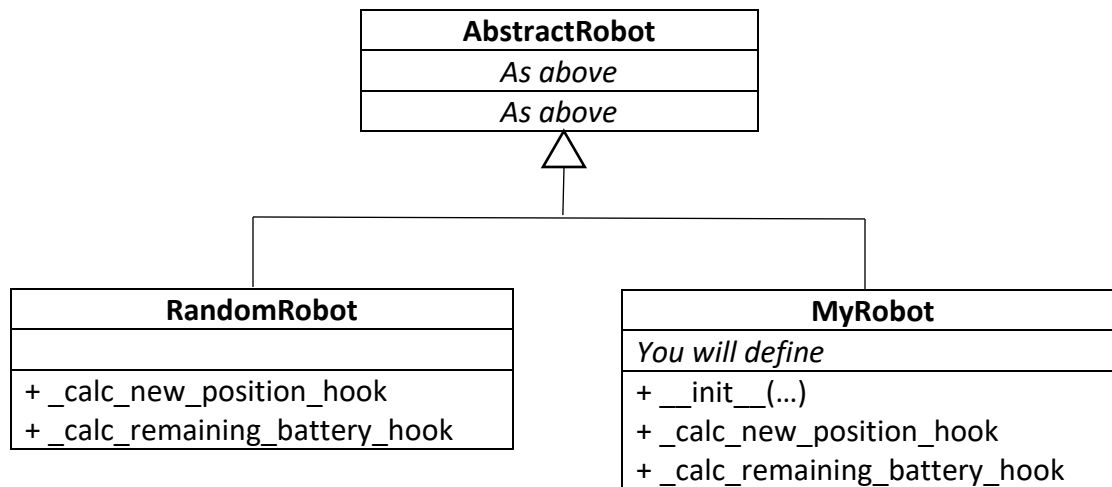 AbstractRobot
As above
As above
RandomRobot
+ _calc_new_position_hook
+ _calc_remaining_battery_hook
MyRobot
You will define
+ __init__(…)
+ _calc_new_position_hook
+ _calc_remaining_battery_hook